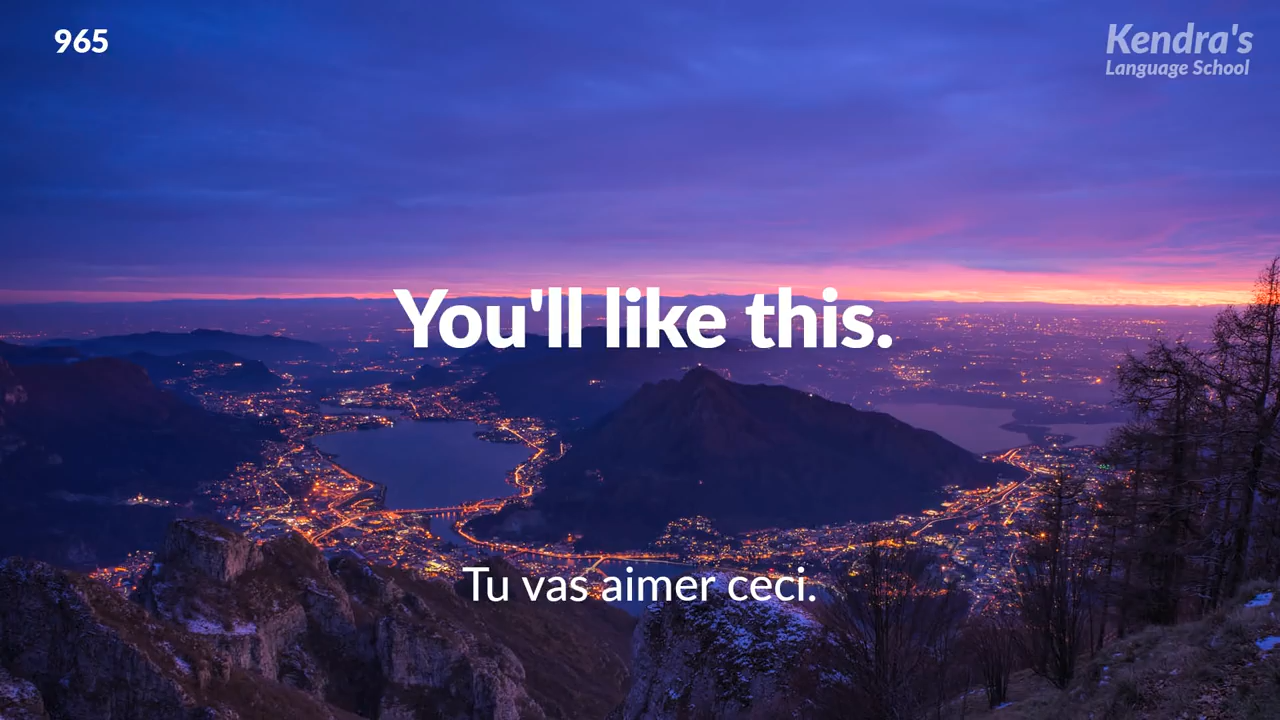 965
Kendra's
Language School
You'll like this.
Tu vas aimer ceci.